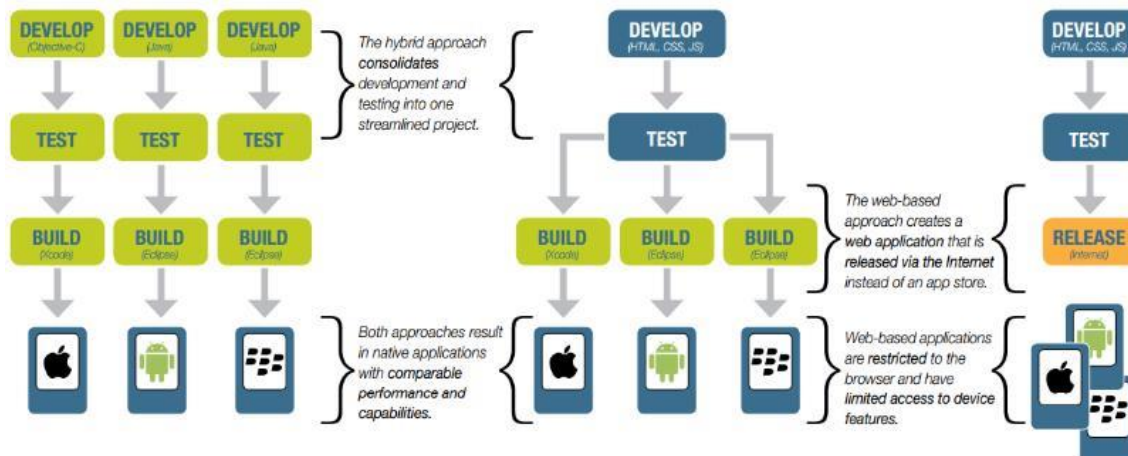 DEVELOP
(Objective-C)
DEVELOP
(Java)
DEVELOP
(Java)
TEST
TEST
TEST
BUILD
(Xcode)
BUILD
(Eclipse)
BUILD
(Eclipse)
The hybrid approach
consolidates
development and
testing into one
streamlined project.
Both approaches result
in native applications
with comparable
performance and
capabilities.
DEVELOP
(HTML, CSS, JS)
TEST
BUILD
(Xcode)
BUILD
(Eclipse)
BUILD
(Eclipse)
The web-based
approach creates a
web application that is
released via the Internet
instead of an app store.
Web-based applications
are restricted to the
browser and have
limited access to device
features.
DEVELOP
(HTML, CSS, JS)
TEST
RELEASE
(Internet)